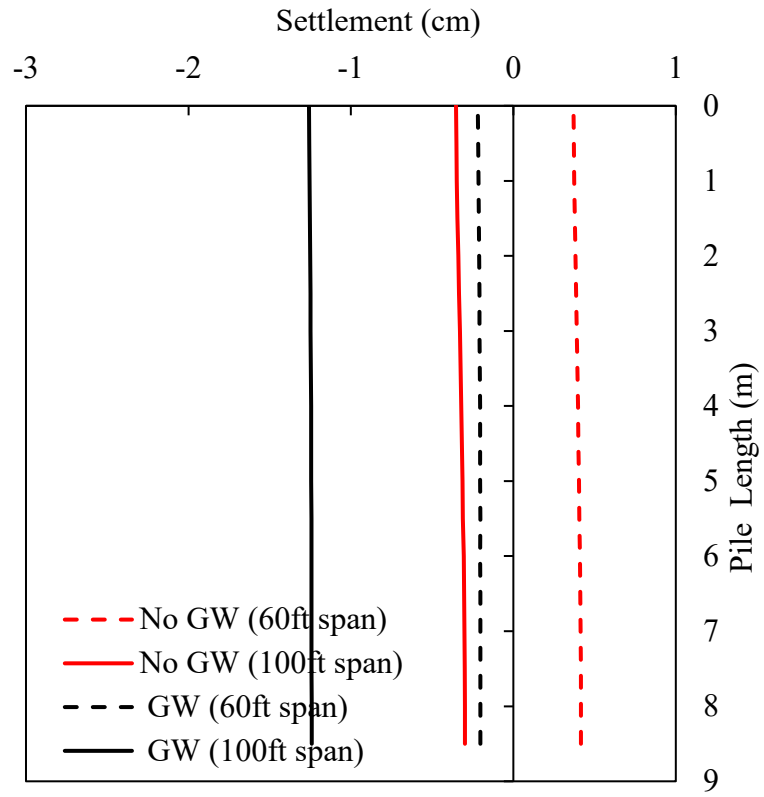 Settlement (cm)
-3 -2 -1 0 1
0
1
2
3
4
5
6
7
8
9
Pile Length (m)
No GW (60ft span)
No GW (100ft span)
GW (60ft span)
GW (100ft span)